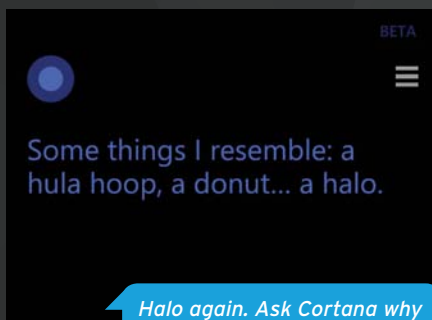 BETA
Some things I resemble: a
hula hoop, a donut... a halo.
Halo again. Ask Cortana why